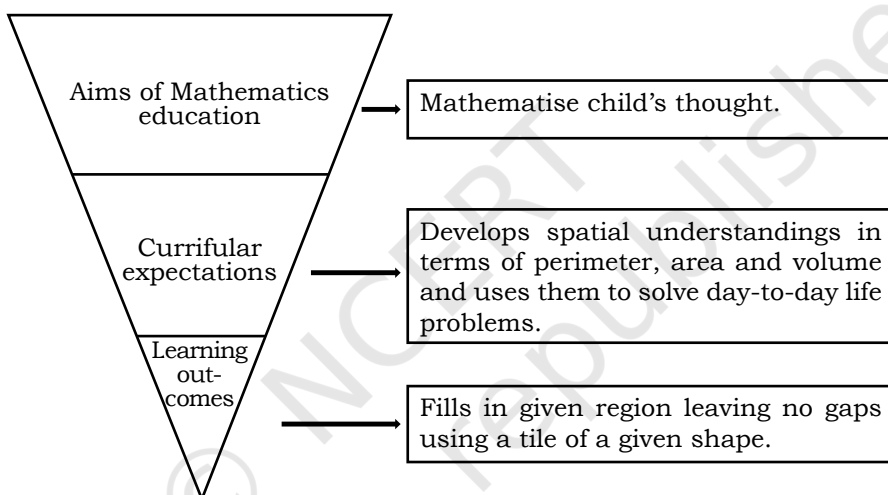 Aims of Mathematics
education
Mathematise child's thought.
Currifular
expectations
Develops spatial understandings in
terms of perimeter, area and volume
and uses them to solve day-to-day life
problems.
Learning
out-
comes
Fills in given region leaving no gaps
using a tile of a given shape.
© NCERT
republishe